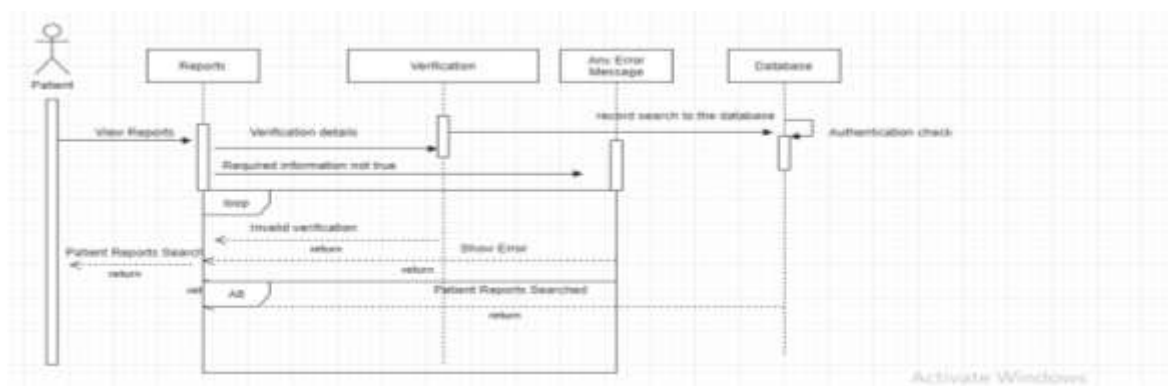 Patient
Reports
Verification
Any Error
Message
Database
View Reports
Verification details
record search to the database
Authentication check
Required information not true
loop
Invalid verification
return
Show Error
return
Patient Reports Search
return
ret
Alt
Patient Reports Searched
return
Activate Windows